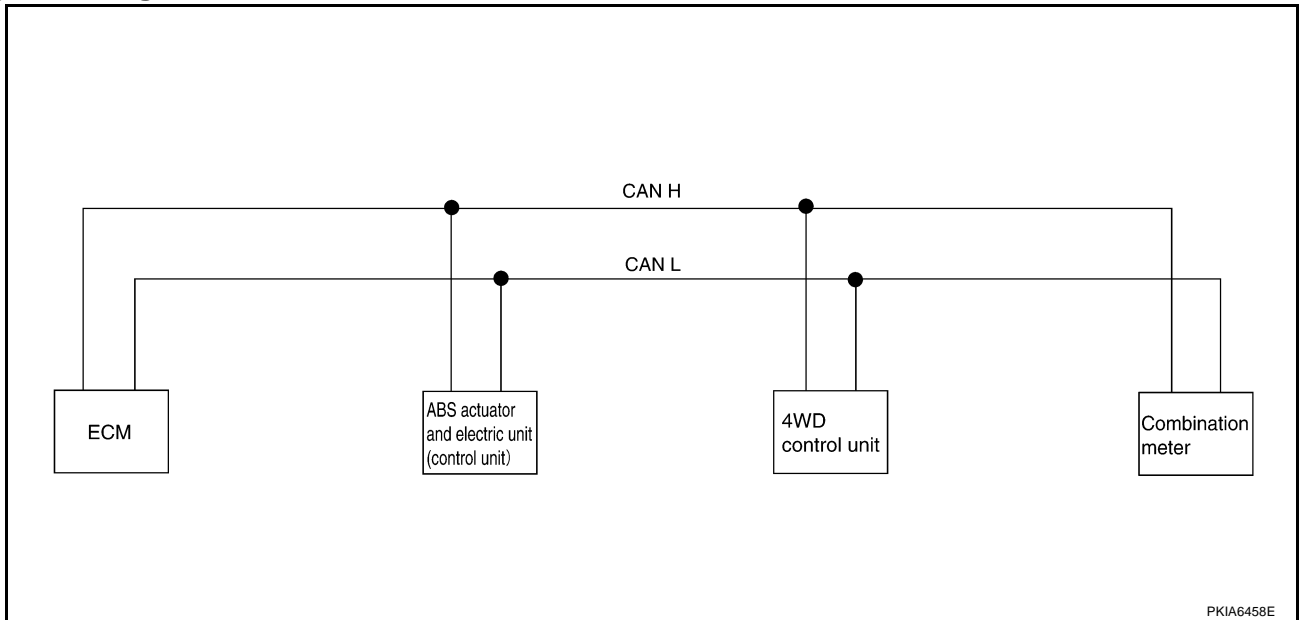 CAN H
CAN L
ECM
ABS actuator
and electric unit
(control unit)
4WD
control unit
Combination
meter
PKIA6458E